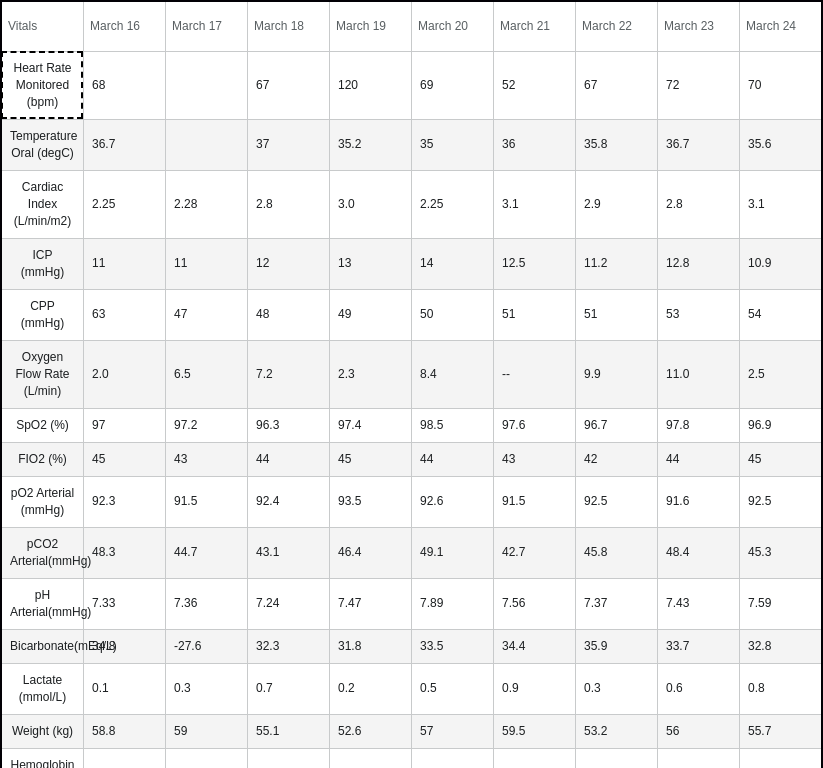 Vitals March 16 March 17 March 18 March 19 March 20 March 21 March 22 March 23 March 24
Heart Rate
Monitored
(bpm)
68 67 120 69 52 67 72 70
Temperature
Oral (degC)
36.7 37 35.2 35 36 35.8 36.7 35.6
Cardiac
Index
(L/min/m2)
2.25 2.28 2.8 3.0 2.25 3.1 2.9 2.8 3.1
ICP
(mmHg)
11 11 12 13 14 12.5 11.2 12.8 10.9
CPP
(mmHg)
63 47 48 49 50 51 51 53 54
Oxygen
Flow Rate
(L/min)
2.0 6.5 7.2 2.3 8.4 -- 9.9 11.0 2.5
SpO2 (%) 97 97.2 96.3 97.4 98.5 97.6 96.7 97.8 96.9
FIO2 (%) 45 43 44 45 44 43 42 44 45
pO2 Arterial
(mmHg)
92.3 91.5 92.4 93.5 92.6 91.5 92.5 91.6 92.5
pCO2
Arterial(mmHg)
48.3 44.7 43.1 46.4 49.1 42.7 45.8 48.4 45.3
pH
Arterial(mmHg)
7.33 7.36 7.24 7.47 7.89 7.56 7.37 7.43 7.59
Bicarbonate(mEq/L) -27.6 32.3 31.8 33.5 34.4 35.9 33.7 32.8
Lactate
(mmol/L)
0.1 0.3 0.7 0.2 0.5 0.9 0.3 0.6 0.8
Weight (kg) 58.8 59 55.1 52.6 57 59.5 53.2 56 55.7
Hemoglobin